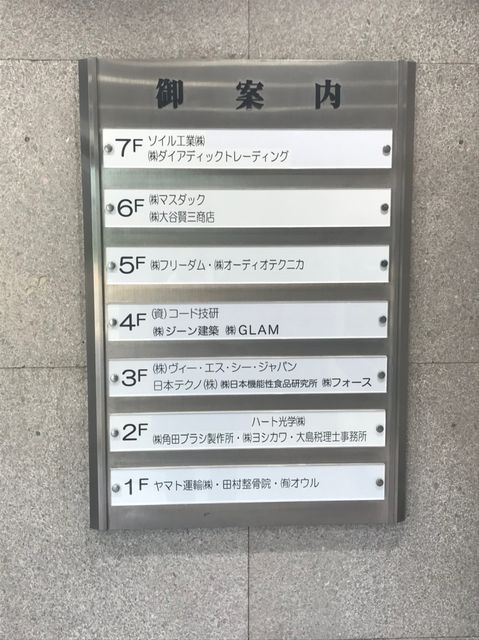 御案内
7F ソイル工業㈱
㈱ダイアディックトレーディング
6F ㈱マスダック
㈱大谷賢三商店
5F ㈱フリーダム・㈱オーディオテクニカ
4F (資)コード技研
㈱ジーン建築 ㈱GLAM
3F (株)ヴィー・エス・シー・ジャパン
日本テクノ(株) ㈱日本機能性食品研究所 ㈱フォース
2F ハート光学㈱
㈱角田ブラシ製作所・㈱ヨシカワ・大島税理士事務所
1F ヤマト運輸㈱・田村整骨院・㈲オウル